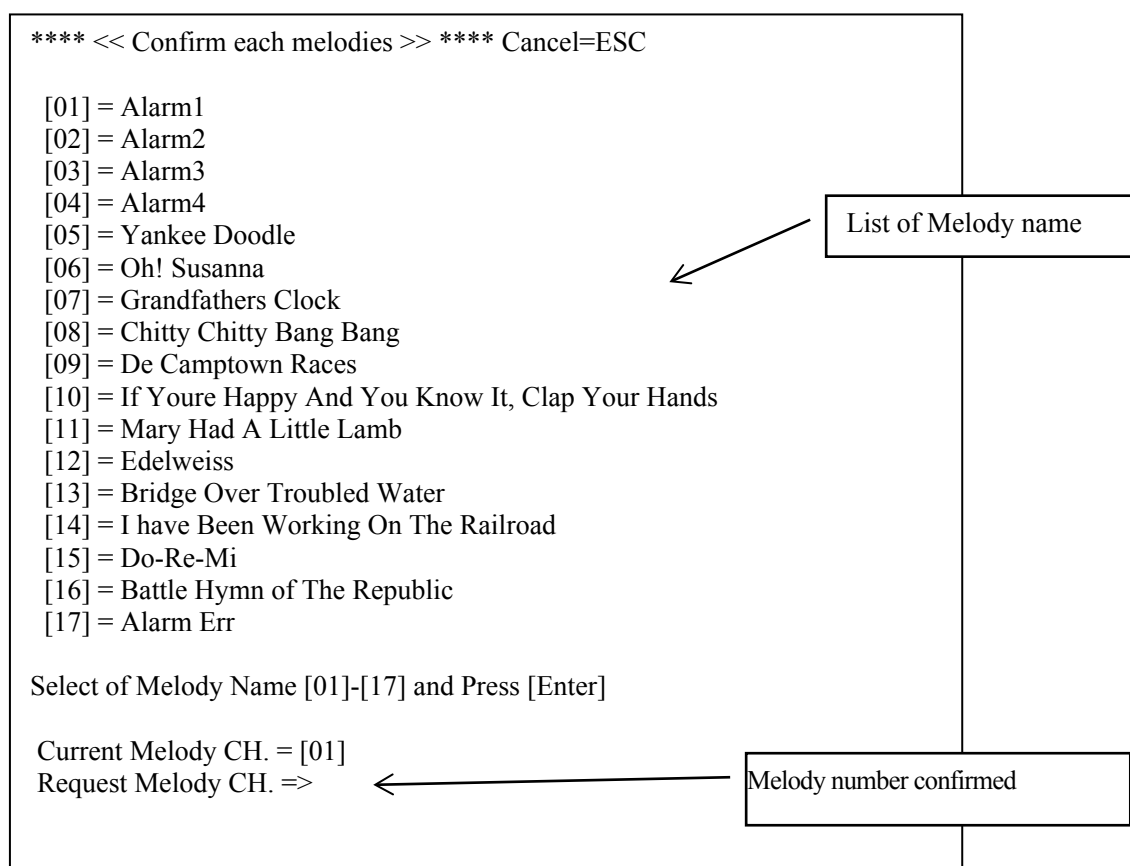 **** << Confirm each melodies >> **** Cancel=ESC
[01] = Alarm1
[02] = Alarm2
[03] = Alarm3
[04] = Alarm4
[05] = Yankee Doodle
[06] = Oh! Susanna
[07] = Grandfathers Clock
[08] = Chitty Chitty Bang Bang
[09] = De Camptown Races
[10] = If Youre Happy And You Know It, Clap Your Hands
[11] = Mary Had A Little Lamb
[12] = Edelweiss
[13] = Bridge Over Troubled Water
[14] = I have Been Working On The Railroad
[15] = Do-Re-Mi
[16] = Battle Hymn of The Republic
[17] = Alarm Err
List of Melody name
Select of Melody Name [01]-[17] and Press [Enter]
Current Melody CH. = [01]
Request Melody CH. =>
Melody number confirmed